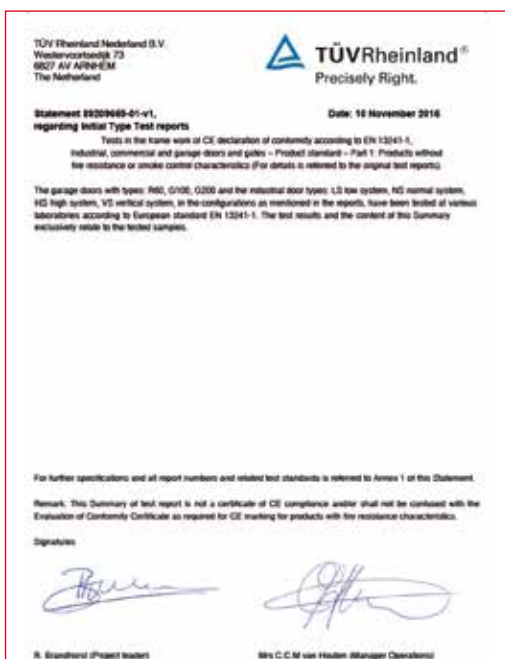 TÜV Rheinland Nederland B.V.
Westervoortsedijk 73
6827 AV ARNHEM
The Netherland
TÜVRheinland®
Precisely Right.
Statement 89209669-01-v1,
regarding Initial Type Test reports
Date: 10 November 2016
Tests in the frame work of CE declaration of conformity according to EN 13241-1,
Industrial, commercial and garage doors and gates – Product standard – Part 1: Products without
fire resistance or smoke control characteristics (For details is referred to the original test reports).
The garage doors with types: R60, G100, G200 and the industrial door types: LS low system, NS normal system,
HS high system, VS vertical system, in the configurations as mentioned in the reports, have been tested at various
laboratories according to European standard EN 13241-1. The test results and the content of this Summary
exclusively relate to the tested samples.
For further specifications and all report numbers and related test standards is referred to Annex 1 of this Statement.
Remark: This Summary of test report is not a certificate of CE compliance and/or shall not be confused with the
Evaluation of Conformity Certificate as required for CE marking for products with fire resistance characteristics.
Signatures
R. Brandhorst (Project leader)
Mrs C.C.M van Houten (Manager Operations)